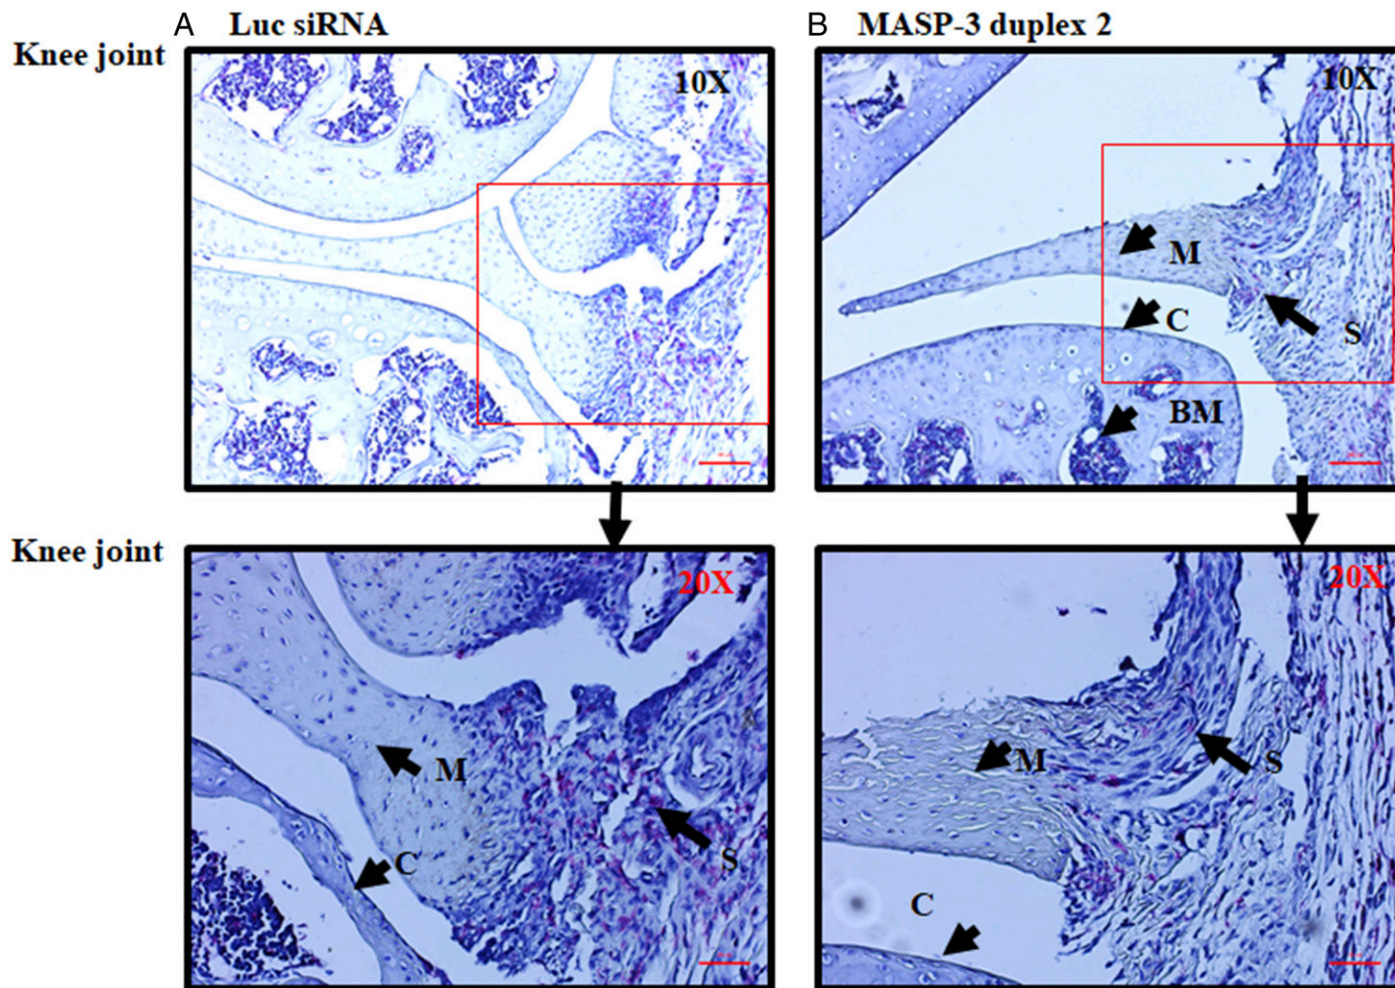 A Luc siRNA
B MASP-3 duplex 2
Knee joint
10X
10X
M
C
S
BM
Knee joint
20X
20X
M
C
S
M
S
C